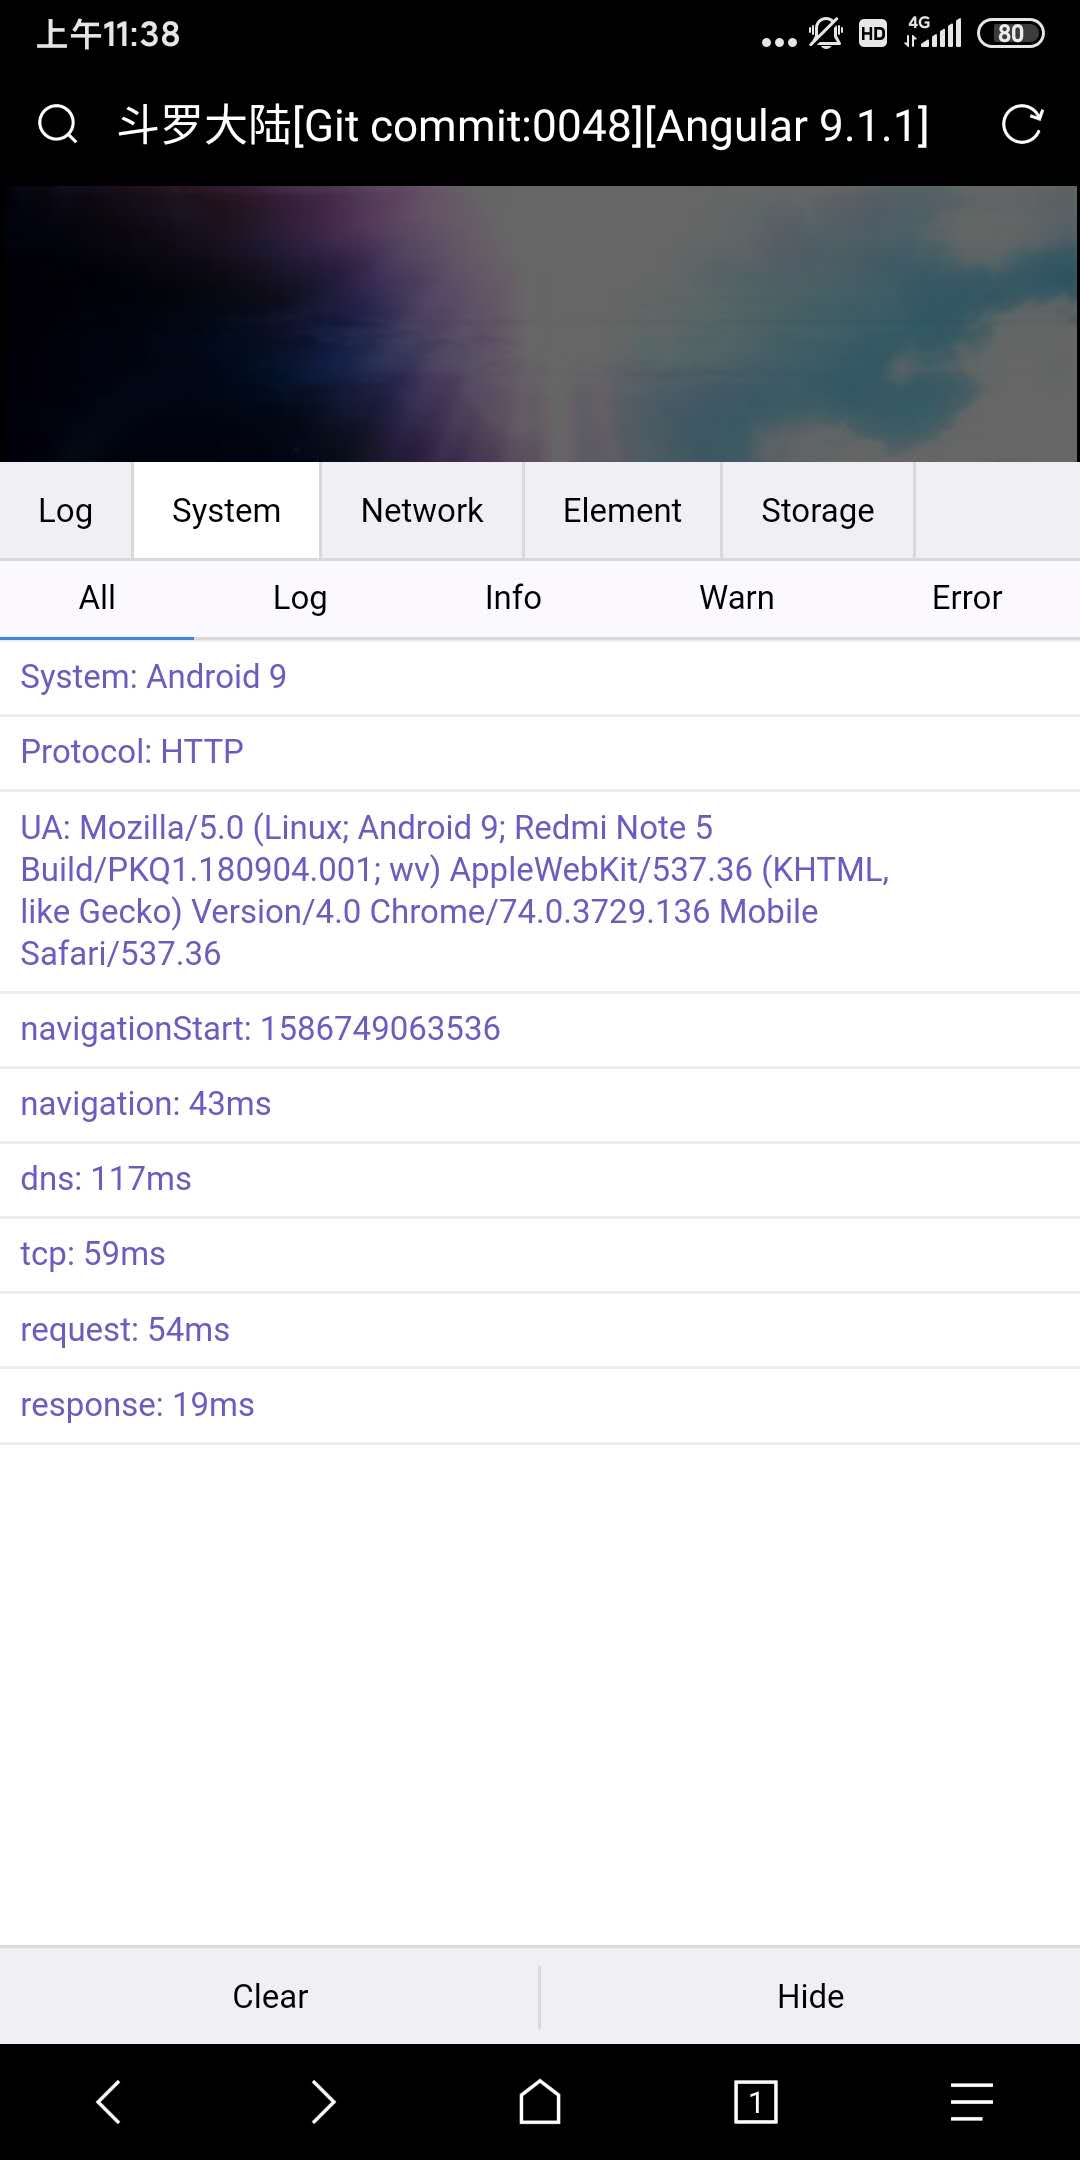 上午11:38
HD
4G
80
斗罗大陆[Git commit:0048][Angular 9.1.1]
Log System Network Element Storage
All Log Info Warn Error
System: Android 9
Protocol: HTTP
UA: Mozilla/5.0 (Linux; Android 9; Redmi Note 5
Build/PKQ1.180904.001; wv) AppleWebKit/537.36 (KHTML,
like Gecko) Version/4.0 Chrome/74.0.3729.136 Mobile
Safari/537.36
navigationStart: 1586749063536
navigation: 43ms
dns: 117ms
tcp: 59ms
request: 54ms
response: 19ms
Clear Hide
1